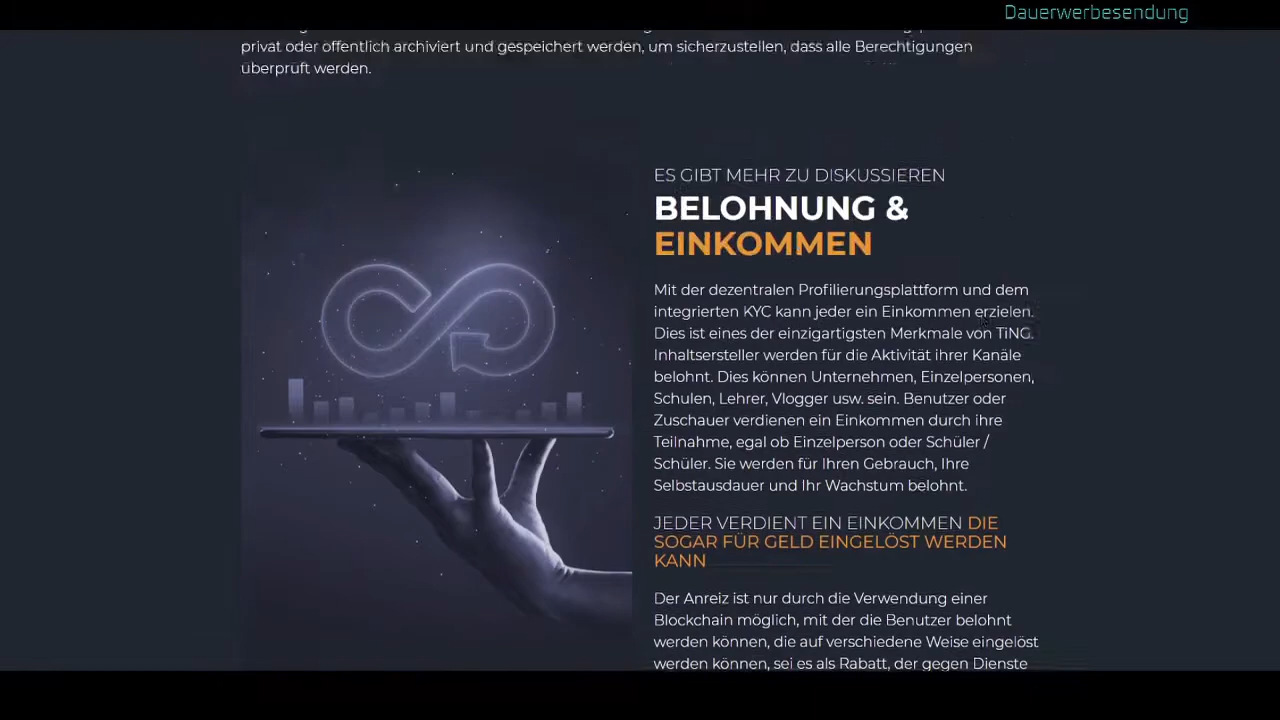 Dauerwerbesendung
privat oder öffentlich archiviert und gespeichert werden, um sicherzustellen, dass alle Berechtigungen
überprüft werden.
ES GIBT MEHR ZU DISKUSSIEREN
BELOHNUNG &
EINKOMMEN
Mit der dezentralen Profilierungsplattform und dem
integrierten KYC kann jeder ein Einkommen erzielen.
Dies ist eines der einzigartigsten Merkmale von TiNG.
Inhaltsersteller werden für die Aktivität ihrer Kanäle
belohnt. Dies können Unternehmen, Einzelpersonen,
Schulen, Lehrer, Vlogger usw. sein. Benutzer oder
Zuschauer verdienen ein Einkommen durch ihre
Teilnahme, egal ob Einzelperson oder Schüler /
Schüler. Sie werden für Ihren Gebrauch, Ihre
Selbstausdauer und Ihr Wachstum belohnt.
JEDER VERDIENT EIN EINKOMMEN DIE
SOGAR FÜR GELD EINGELÖST WERDEN
KANN
Der Anreiz ist nur durch die Verwendung einer
Blockchain möglich, mit der die Benutzer belohnt
werden können, die auf verschiedene Weise eingelöst
werden können, sei es als Rabatt, der gegen Dienste